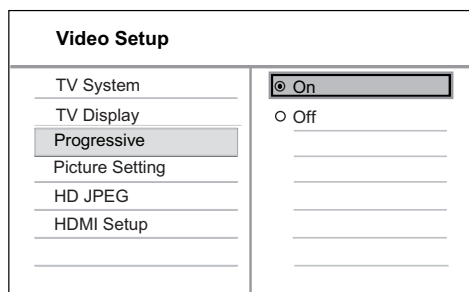 Video Setup
TV System
TV Display
Progressive
Picture Setting
HD JPEG
HDMI Setup
On
Off